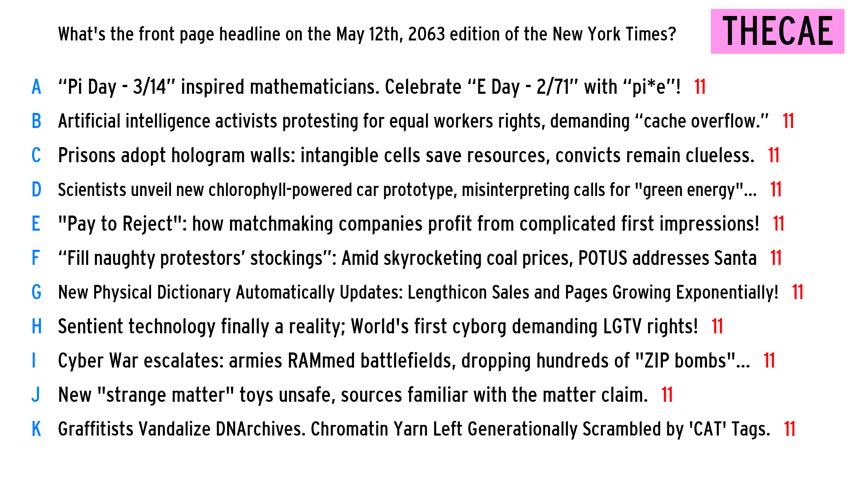 What's the front page headline on the May 12th, 2063 edition of the New York Times?
THECAE
A “Pi Day - 3/14” inspired mathematicians. Celebrate “E Day - 2/71” with “pi*e”! 11
B Artificial intelligence activists protesting for equal workers rights, demanding “cache overflow.” 11
C Prisons adopt hologram walls: intangible cells save resources, convicts remain clueless. 11
D Scientists unveil new chlorophyll-powered car prototype, misinterpreting calls for "green energy"... 11
E "Pay to Reject": how matchmaking companies profit from complicated first impressions! 11
F “Fill naughty protestors’ stockings”: Amid skyrocketing coal prices, POTUS addresses Santa 11
G New Physical Dictionary Automatically Updates: Lengthicon Sales and Pages Growing Exponentially! 11
H Sentient technology finally a reality; World's first cyborg demanding LGTV rights! 11
I Cyber War escalates: armies RAMmed battlefields, dropping hundreds of "ZIP bombs"... 11
J New "strange matter" toys unsafe, sources familiar with the matter claim. 11
K Graffitists Vandalize DNArchives. Chromatin Yarn Left Generationally Scrambled by 'CAT' Tags. 11